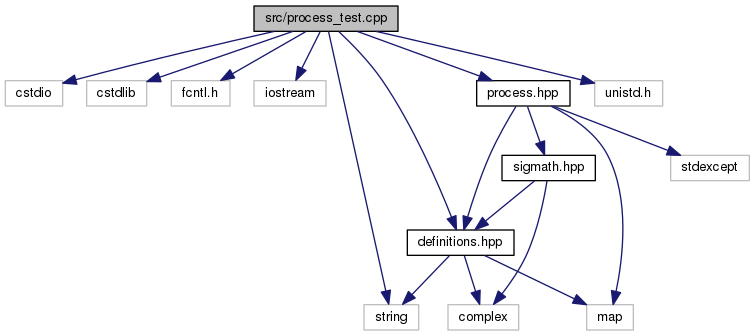 src/process_test.cpp
cstdio
cstdlib
fcntl.h
iostream
process.hpp
unistd.h
sigmath.hpp
stdexcept
definitions.hpp
string
complex
map